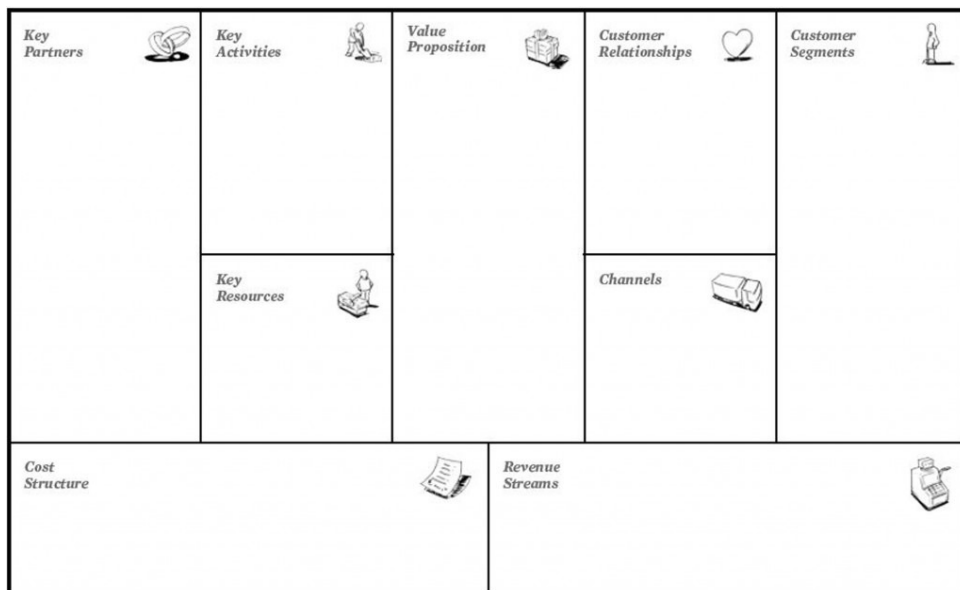 Key
Partners
Key
Activities
Value
Proposition
Customer
Relationships
Customer
Segments
Key
Resources
Channels
Cost
Structure
Revenue
Streams